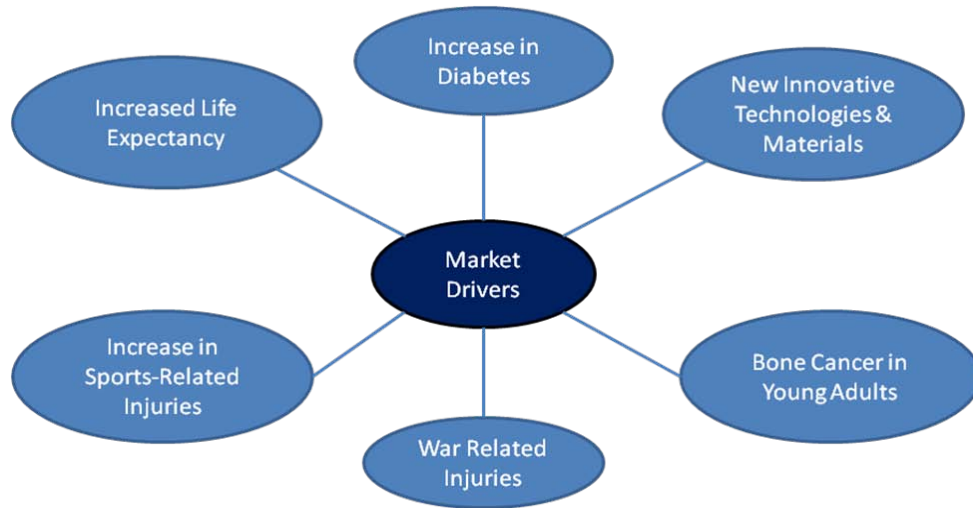 Increase in
Diabetes
New Innovative
Technologies &
Materials
Increased Life
Expectancy
Market
Drivers
Increase in
Sports-Related
Injuries
Bone Cancer in
Young Adults
War Related
Injuries